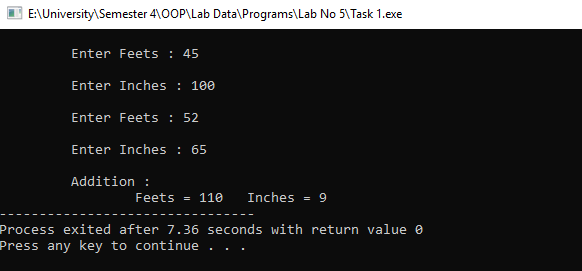 E:\University\Semester 4\OOP\Lab Data\Programs\Lab No 5\Task 1.exe
Enter Feets : 45
Enter Inches : 100
Enter Feets : 52
Enter Inches : 65
Addition :
Feets = 110   Inches = 9
--------------------------------
Process exited after 7.36 seconds with return value 0
Press any key to continue . . .